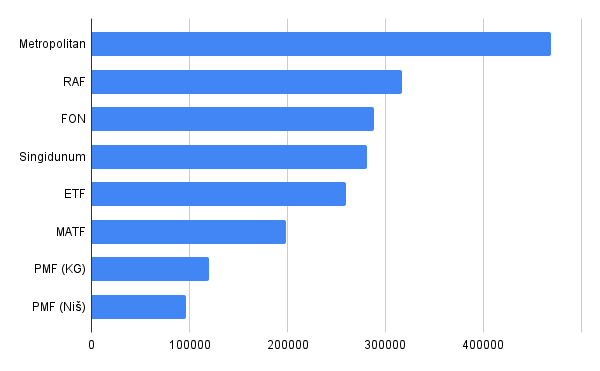 Metropolitan
RAF
FON
Singidunum
ETF
MATF
PMF (KG)
PMF (Niš)
0 100000 200000 300000 400000